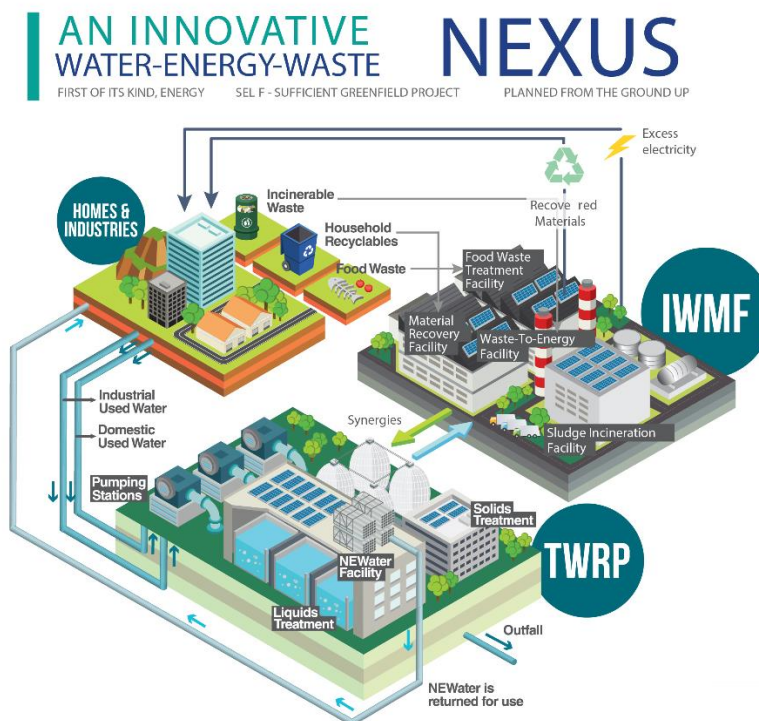 AN INNOVATIVE
WATER-ENERGY-WASTE
NEXUS
FIRST OF ITS KIND, ENERGY SEL F - SUFFICIENT GREENFIELD PROJECT PLANNED FROM THE GROUND UP
Excess
electricity
HOMES &
INDUSTRIES
Incinerable
Waste
Recove red
Materials
Household
Recyclables
Food Waste
Food Waste
Treatment
Facility
IWMF
Material
Recovery
Facility
Waste-To-Energy
Facility
Industrial
Used Water
Domestic
Used Water
Synergies
Sludge Incineration
Facility
Pumping
Stations
Solids
Treatment
NEWater
Facility
TWRP
Liquids
Treatment
Outfall
NEWater is
returned for use